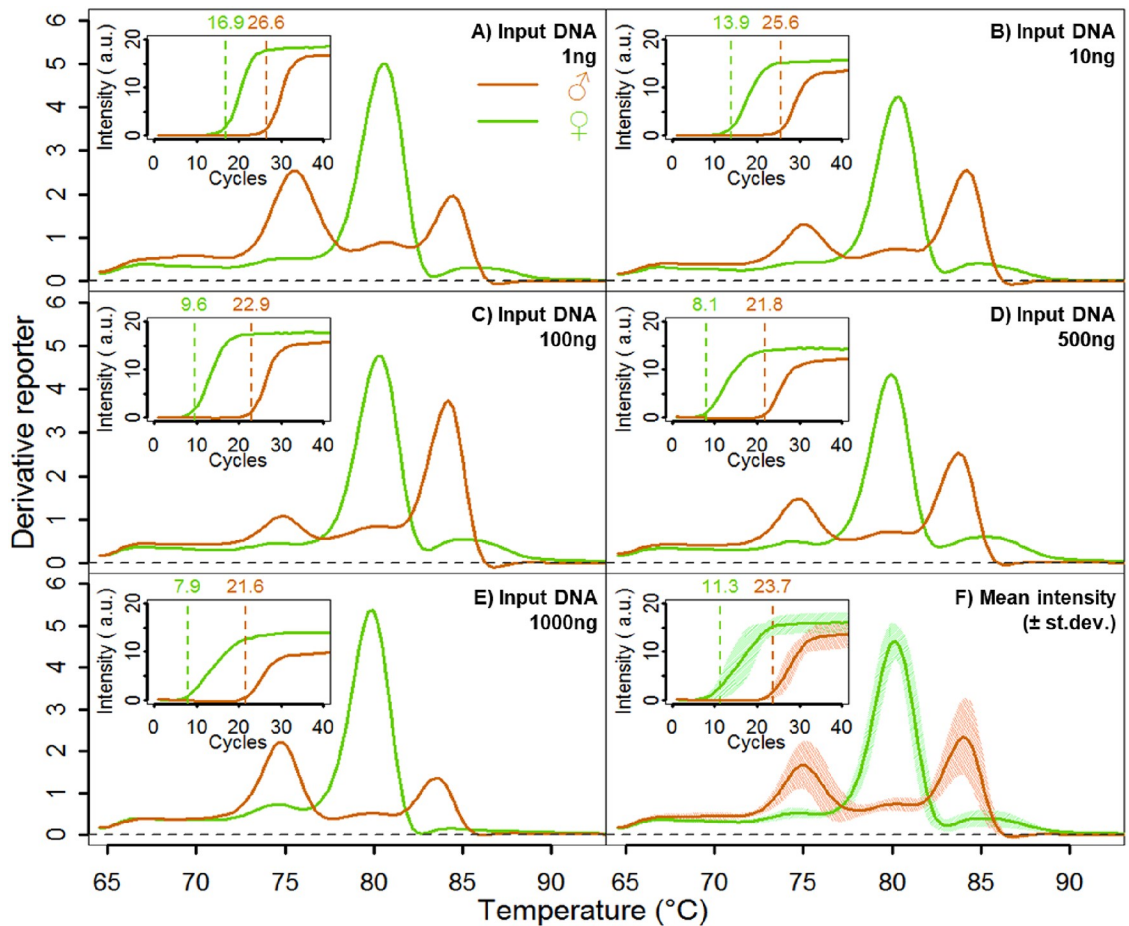 16.9 26.6
A) Input DNA
1ng
♂
♀
Intensity ( a.u.)
0 10 20
0 10 20 30 40
Cycles
13.9 25.6
B) Input DNA
10ng
Intensity ( a.u.)
0 10 20
0 10 20 30 40
Cycles
6
5
4
3
2
1
0
9.6 22.9
C) Input DNA
100ng
Intensity ( a.u.)
0 10 20
0 10 20 30 40
Cycles
8.1 21.8
D) Input DNA
500ng
Intensity ( a.u.)
0 10 20
0 10 20 30 40
Cycles
6
5
4
3
2
1
0
7.9 21.6
E) Input DNA
1000ng
Intensity ( a.u.)
0 10 20
0 10 20 30 40
Cycles
11.3 23.7
F) Mean intensity
(± st.dev.)
Intensity ( a.u.)
0 10 20
0 10 20 30 40
Cycles
6
5
4
3
2
1
0
Derivative reporter
65 70 75 80 85 90
65 70 75 80 85 90
Temperature (°C)